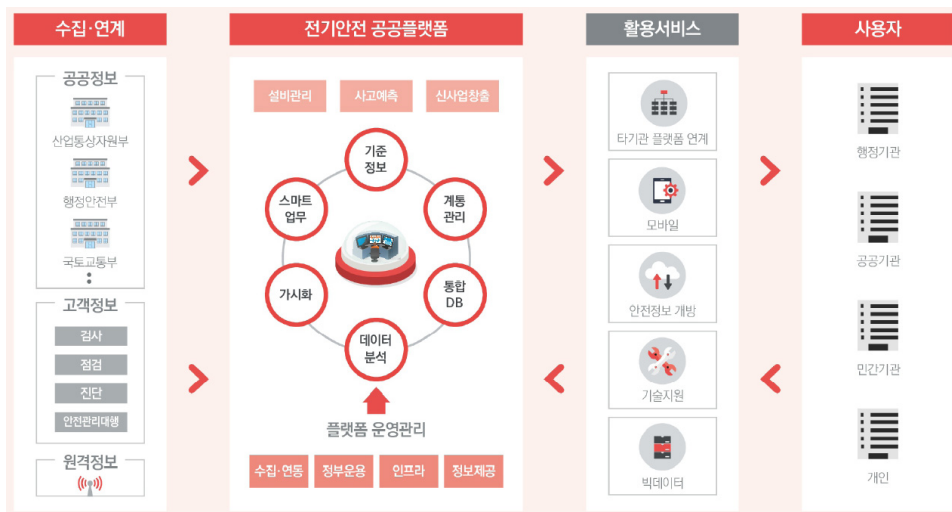 수집·연계
공공정보
산업통상자원부
행정안전부
국토교통부
고객정보
검사
점검
진단
안전관리대행
원격정보
전기안전 공공플랫폼
설비관리
사고예측
신사업창출
기준
정보
스마트
업무
계통
관리
가시화
통합
DB
데이터
분석
플랫폼 운영관리
수집·연동
정부운용
인프라
정보제공
활용서비스
타기관 플랫폼 연계
모바일
안전정보 개방
기술지원
빅데이터
사용자
행정기관
공공기관
민간기관
개인